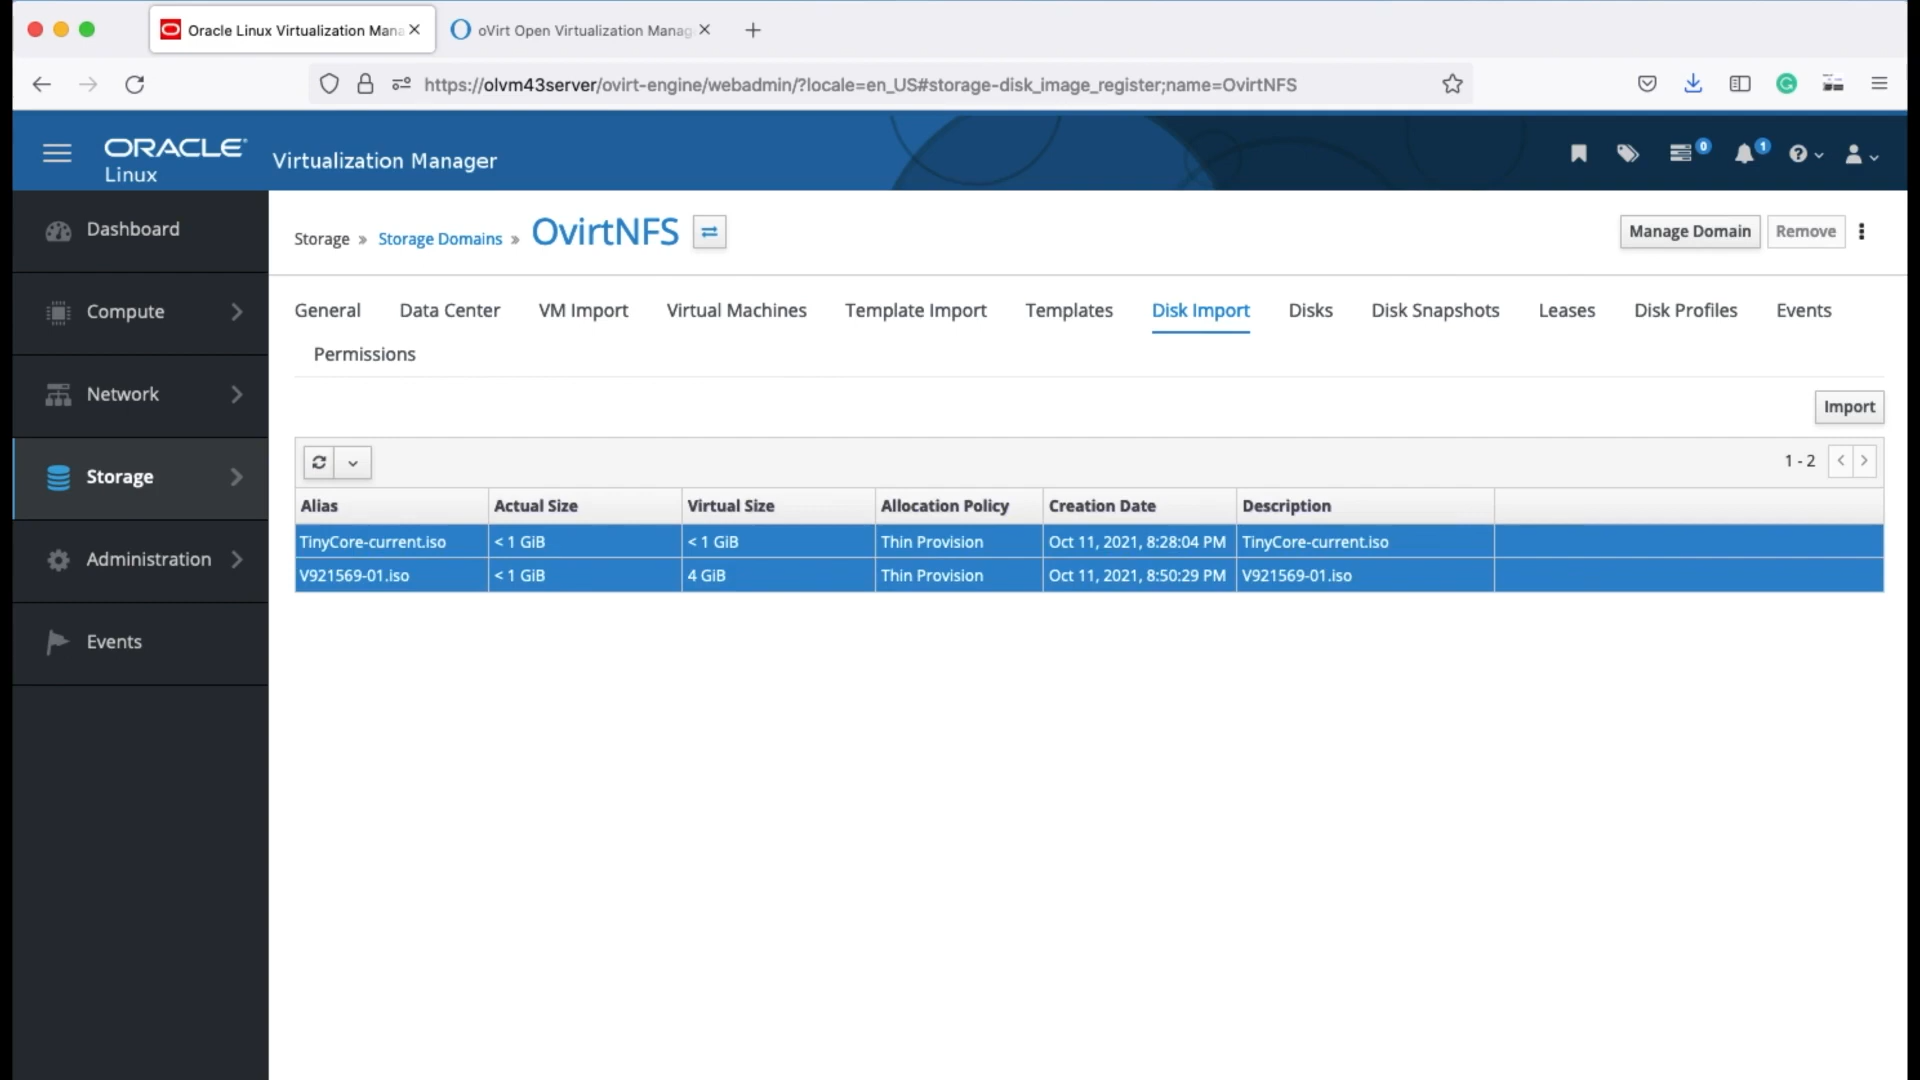 Oracle Linux Virtualization Mana
oVirt Open Virtualization Manag
https://olvm43server/ovirt-engine/webadmin/?locale=en_US#storage-disk_image_register;name=OvirtNFS
ORACLE Linux Virtualization Manager
0
1
Dashboard
Compute
Network
Storage
Administration
Events
Storage » Storage Domains » OvirtNFS
Manage Domain Remove
General Data Center VM Import Virtual Machines Template Import Templates Disk Import Disks Disk Snapshots Leases Disk Profiles Events
Permissions
Import
1 - 2
Alias Actual Size Virtual Size Allocation Policy Creation Date Description
TinyCore-current.iso < 1 GiB < 1 GiB Thin Provision Oct 11, 2021, 8:28:04 PM TinyCore-current.iso
V921569-01.iso < 1 GiB 4 GiB Thin Provision Oct 11, 2021, 8:50:29 PM V921569-01.iso